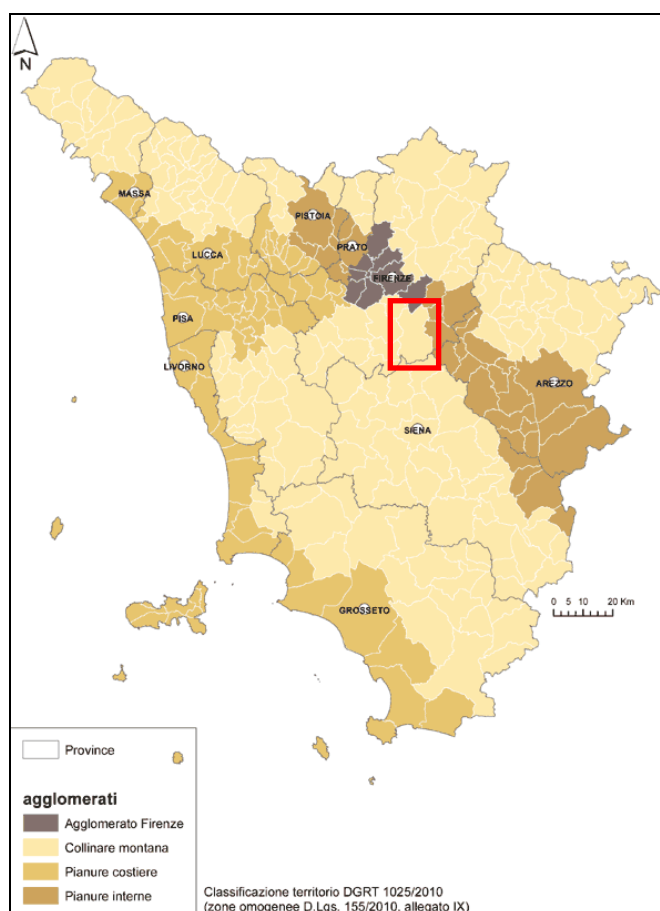 N
MASSA
PISTOIA
PRATO
LUCCA
FIRENZE
PISA
LIVORNO
AREZZO
SIENA
0 5 10 20 Km
GROSSETO
Province
agglomerati
Agglomerato Firenze
Collinare montana
Pianure costiere
Pianure interne
Classificazione territorio DGRT 1025/2010
(zone omogenee D.Lgs. 155/2010, allegato IX)